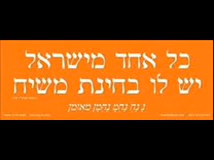 כל אחד מישראל
יש לו בחינת משיח
נ נח נחמ נחמן מאומן